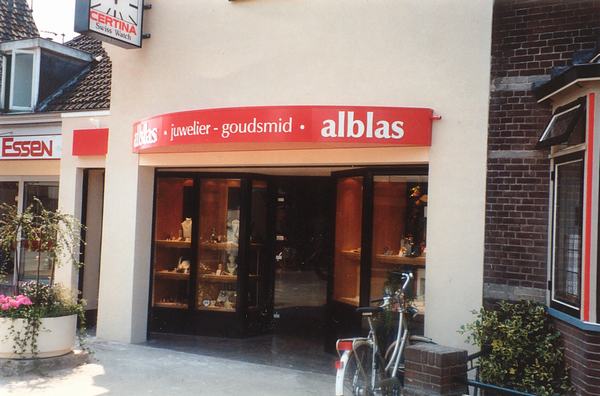 CERTINA
Swiss Watch
Essen
alblas • juwelier - goudsmid • alblas